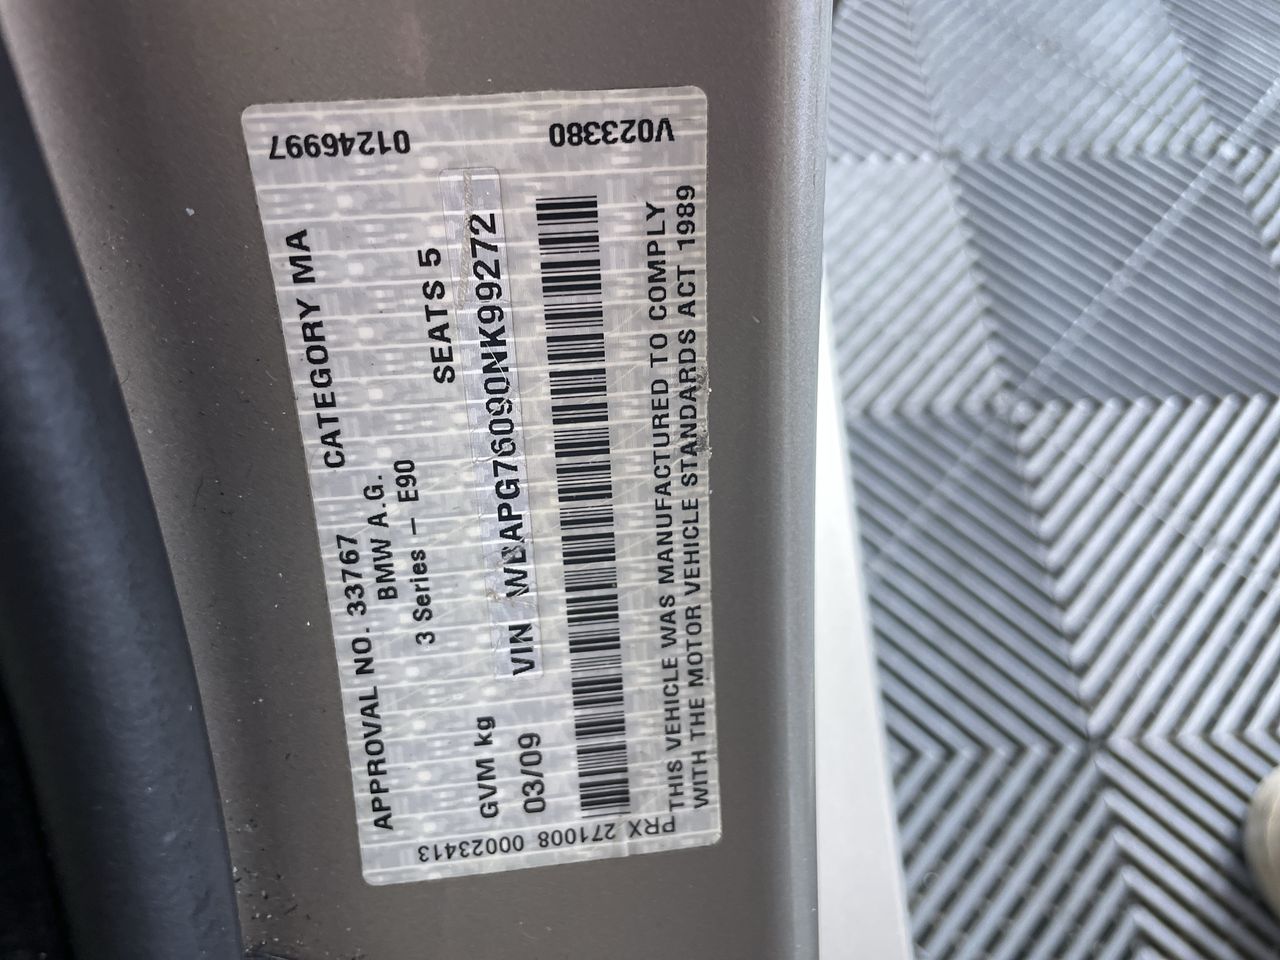 APPROVAL NO. 33767 CATEGORY MA
BMW A.G.
3 Series — E90
SEATS 5
GVM kg
VIN WBAPG76090NK99272
03/09
THIS VEHICLE WAS MANUFACTURED TO COMPLY
WITH THE MOTOR VEHICLE STANDARDS ACT 1989
01246997
V023380
PRX 271008 00023413